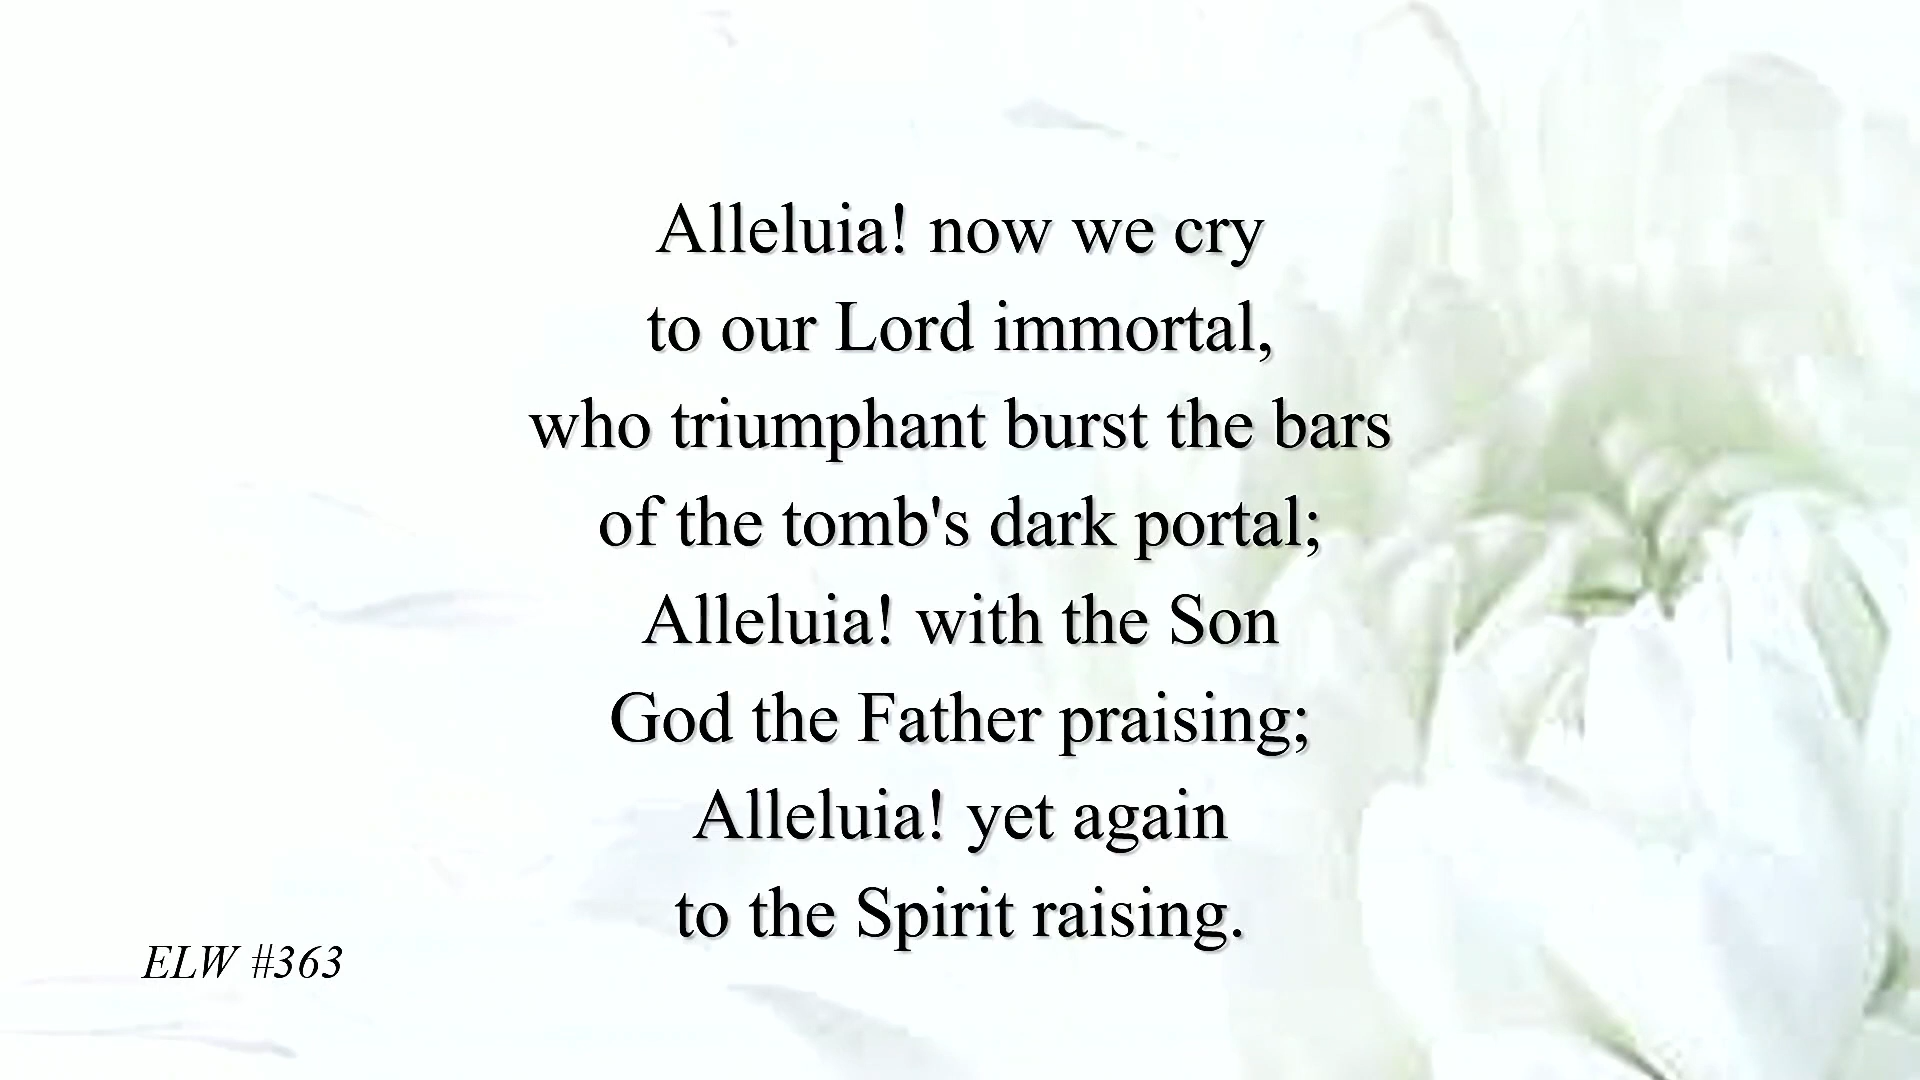 Alleluia! now we cry
to our Lord immortal,
who triumphant burst the bars
of the tomb's dark portal;
Alleluia! with the Son
God the Father praising;
Alleluia! yet again
to the Spirit raising.
ELW #363